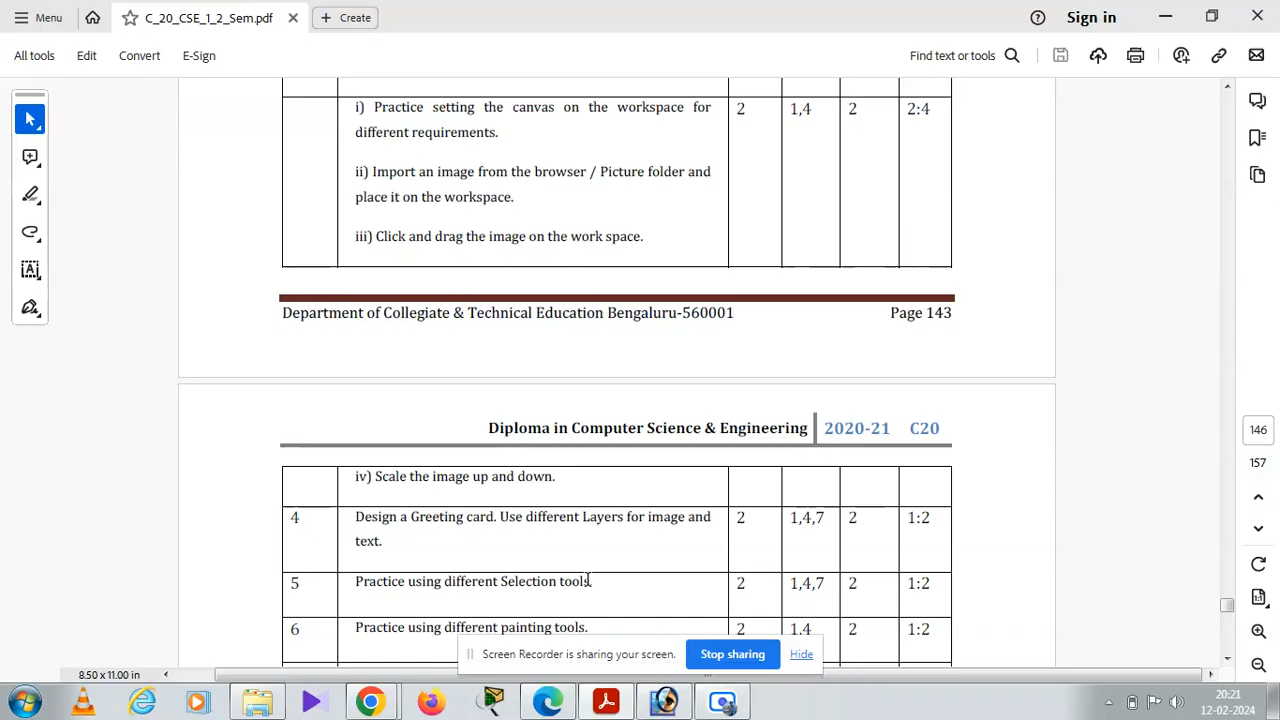 Menu
C_20_CSE_1_2_Sem.pdf
Create
Sign in
All tools
Edit
Convert
E-Sign
Find text or tools
i) Practice setting the canvas on the workspace for 2 1,4 2 2:4
different requirements.
ii) Import an image from the browser / Picture folder and
place it on the workspace.
iii) Click and drag the image on the work space.
Department of Collegiate & Technical Education Bengaluru-560001 Page 143
Diploma in Computer Science & Engineering 2020-21 C20
iv) Scale the image up and down.
4 Design a Greeting card. Use different Layers for image and 2 1,4,7 2 1:2
text.
5 Practice using different Selection tools. 2 1,4,7 2 1:2
6 Practice using different painting tools. 2 1,4 2 1:2
146
157
1:1
Screen Recorder is sharing your screen.
Stop sharing
Hide
8.50 x 11.00 in
20:21
12-02-2024